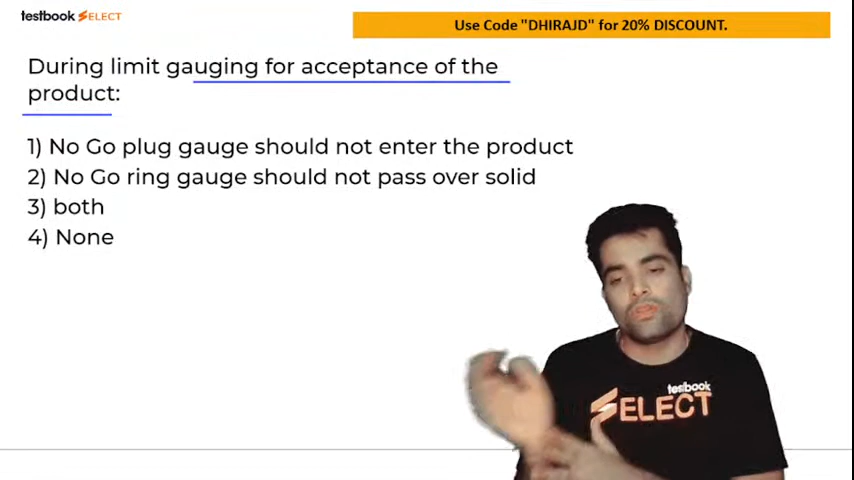 testbook SELECT
Use Code "DHIRAJD" for 20% DISCOUNT.
During limit gauging for acceptance of the
product:
1) No Go plug gauge should not enter the product
2) No Go ring gauge should not pass over solid
3) both
4) None
testbook
SELECT